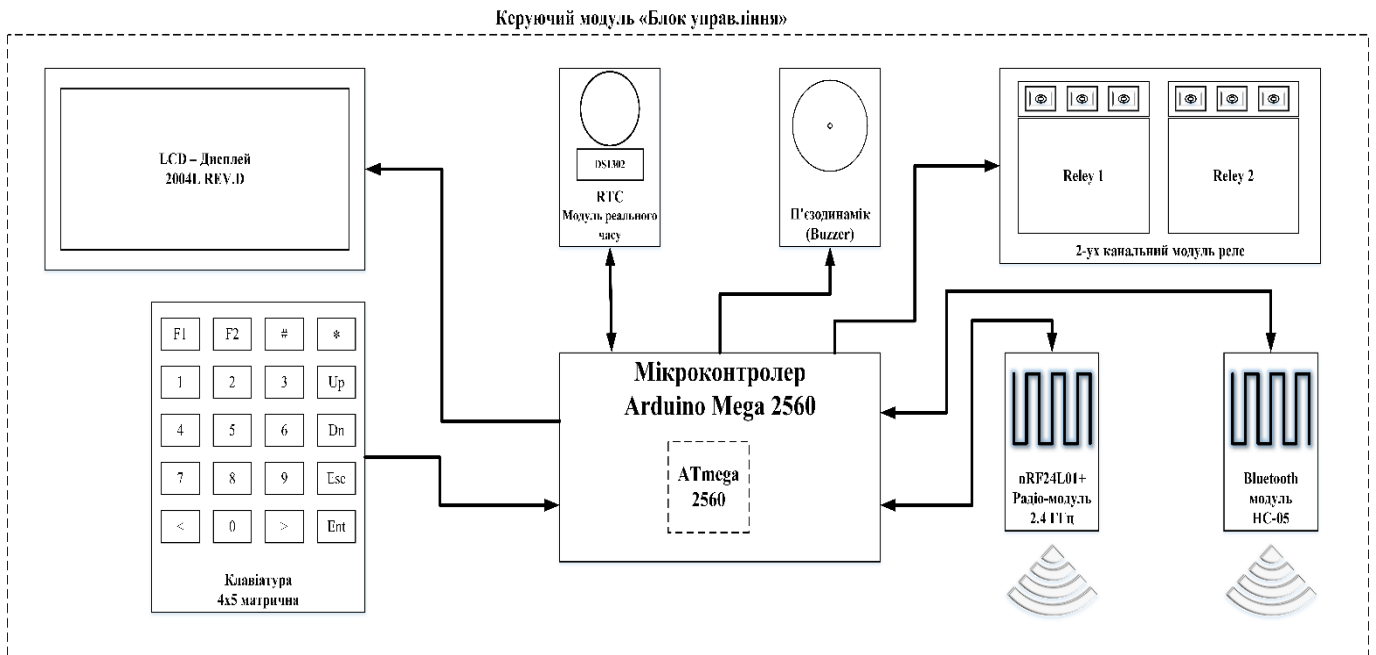 Керуючий модуль «Блок управління»
LCD – Дисплей
2004L REV.D
DS1302
RTC
Модуль реального
часу
П'єзодинамік
(Buzzer)
Reley 1
Reley 2
2-ух канальний модуль реле
F1 F2 # *
1 2 3 Up
4 5 6 Dn
7 8 9 Esc
< 0 > Ent
Клавіатура
4x5 матрична
Мікроконтролер
Arduino Mega 2560
ATmega
2560
nRF24L01+
Радіо-модуль
2.4 ГГц
Bluetooth
модуль
HC-05